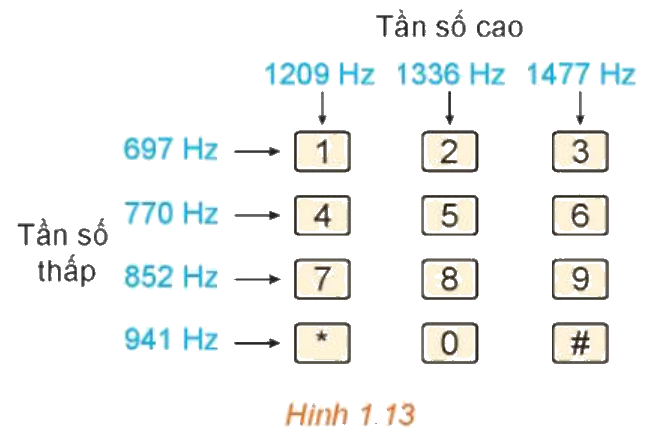 Tần số cao
1209 Hz 1336 Hz 1477 Hz
697 Hz 1 2 3
770 Hz 4 5 6
Tần số
thấp
852 Hz 7 8 9
941 Hz * 0 #
Hình 1.13